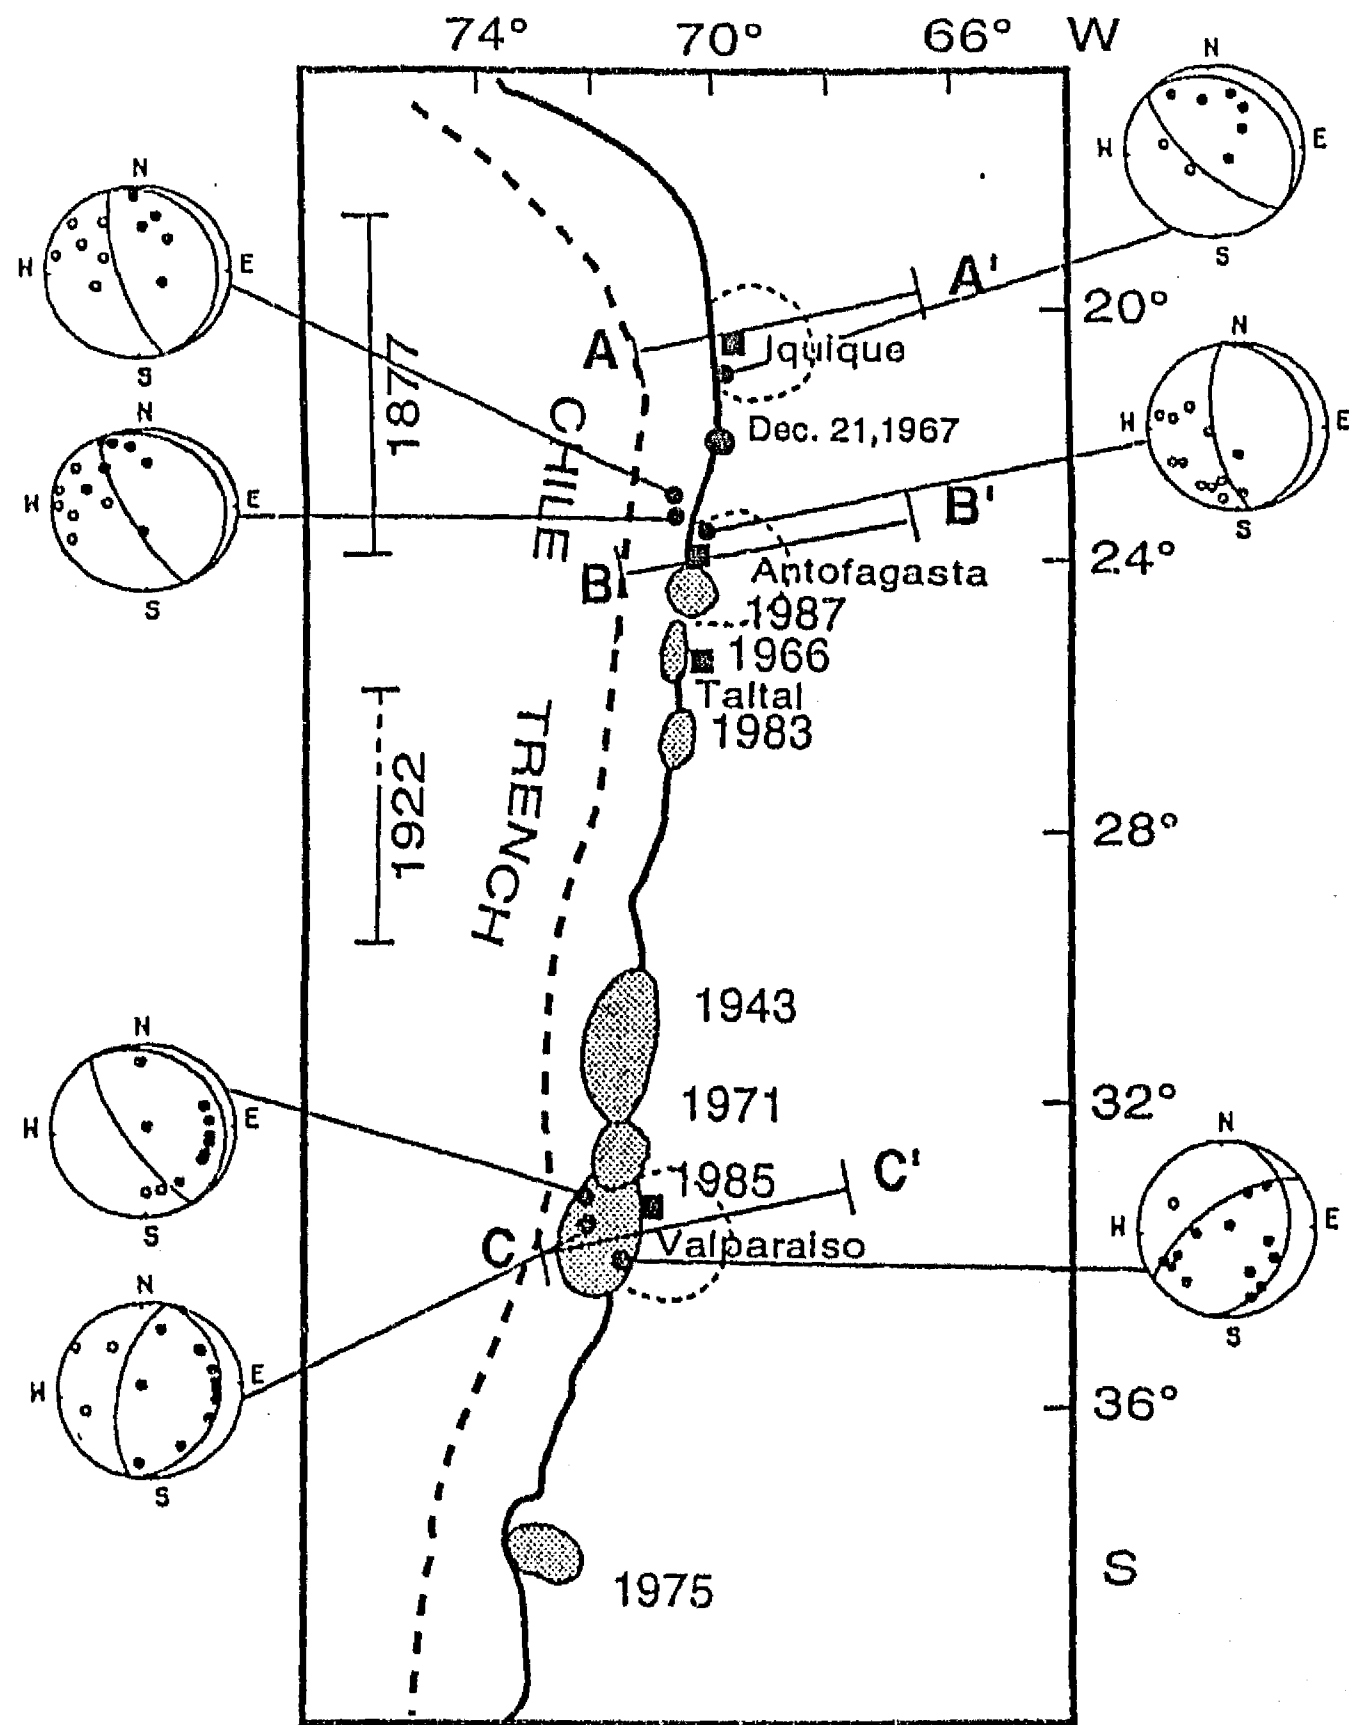 74° 70° 66° W
N
W E
S
N
W E
S
A A'
20°
Iquique
1877
CHILE
Dec. 21,1967
N
W E
S
N
W E
S
B B'
24°
Antofagasta
1987
1966
Taltal
1983
TRENCH
1922
28°
1943
1971
32°
N
W E
S
1985
C C'
Valparaiso
N
W E
S
N
W E
S
36°
1975
S